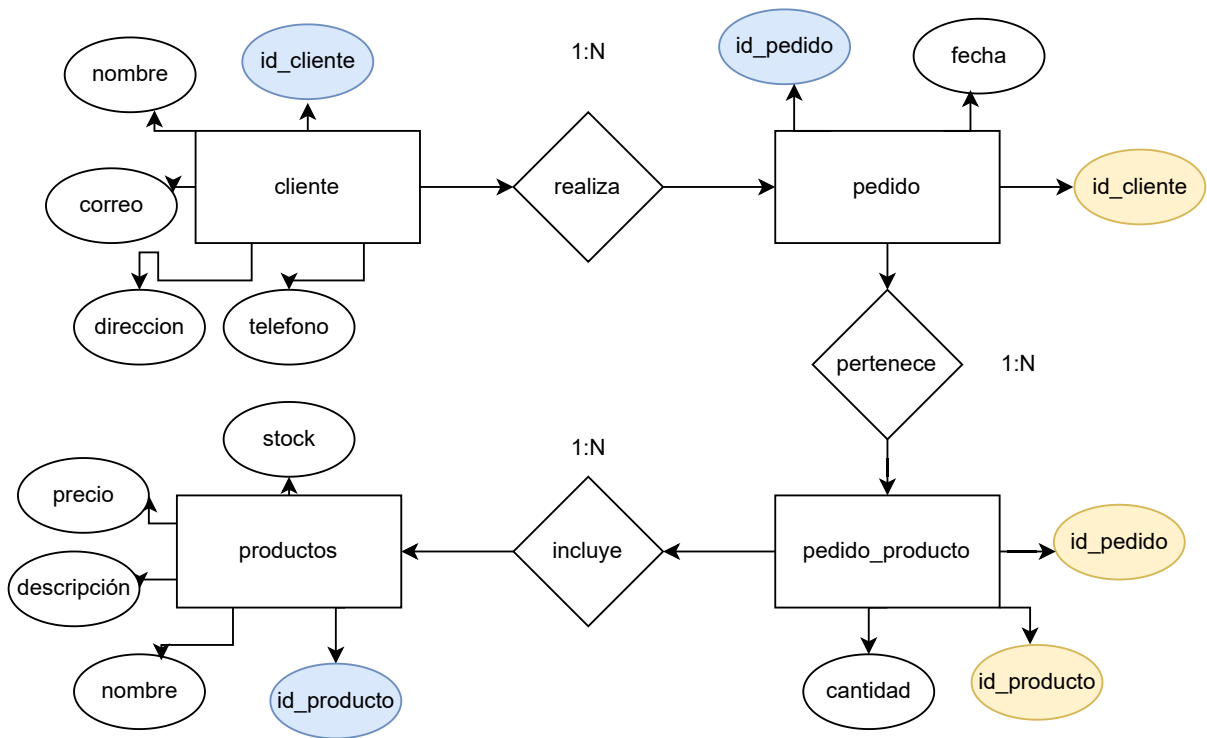 nombre
id_cliente
1:N
id_pedido
fecha
cliente
realiza
pedido
id_cliente
correo
direccion
telefono
pertenece
1:N
stock
1:N
precio
productos
incluye
pedido_producto
id_pedido
descripción
nombre
id_producto
cantidad
id_producto